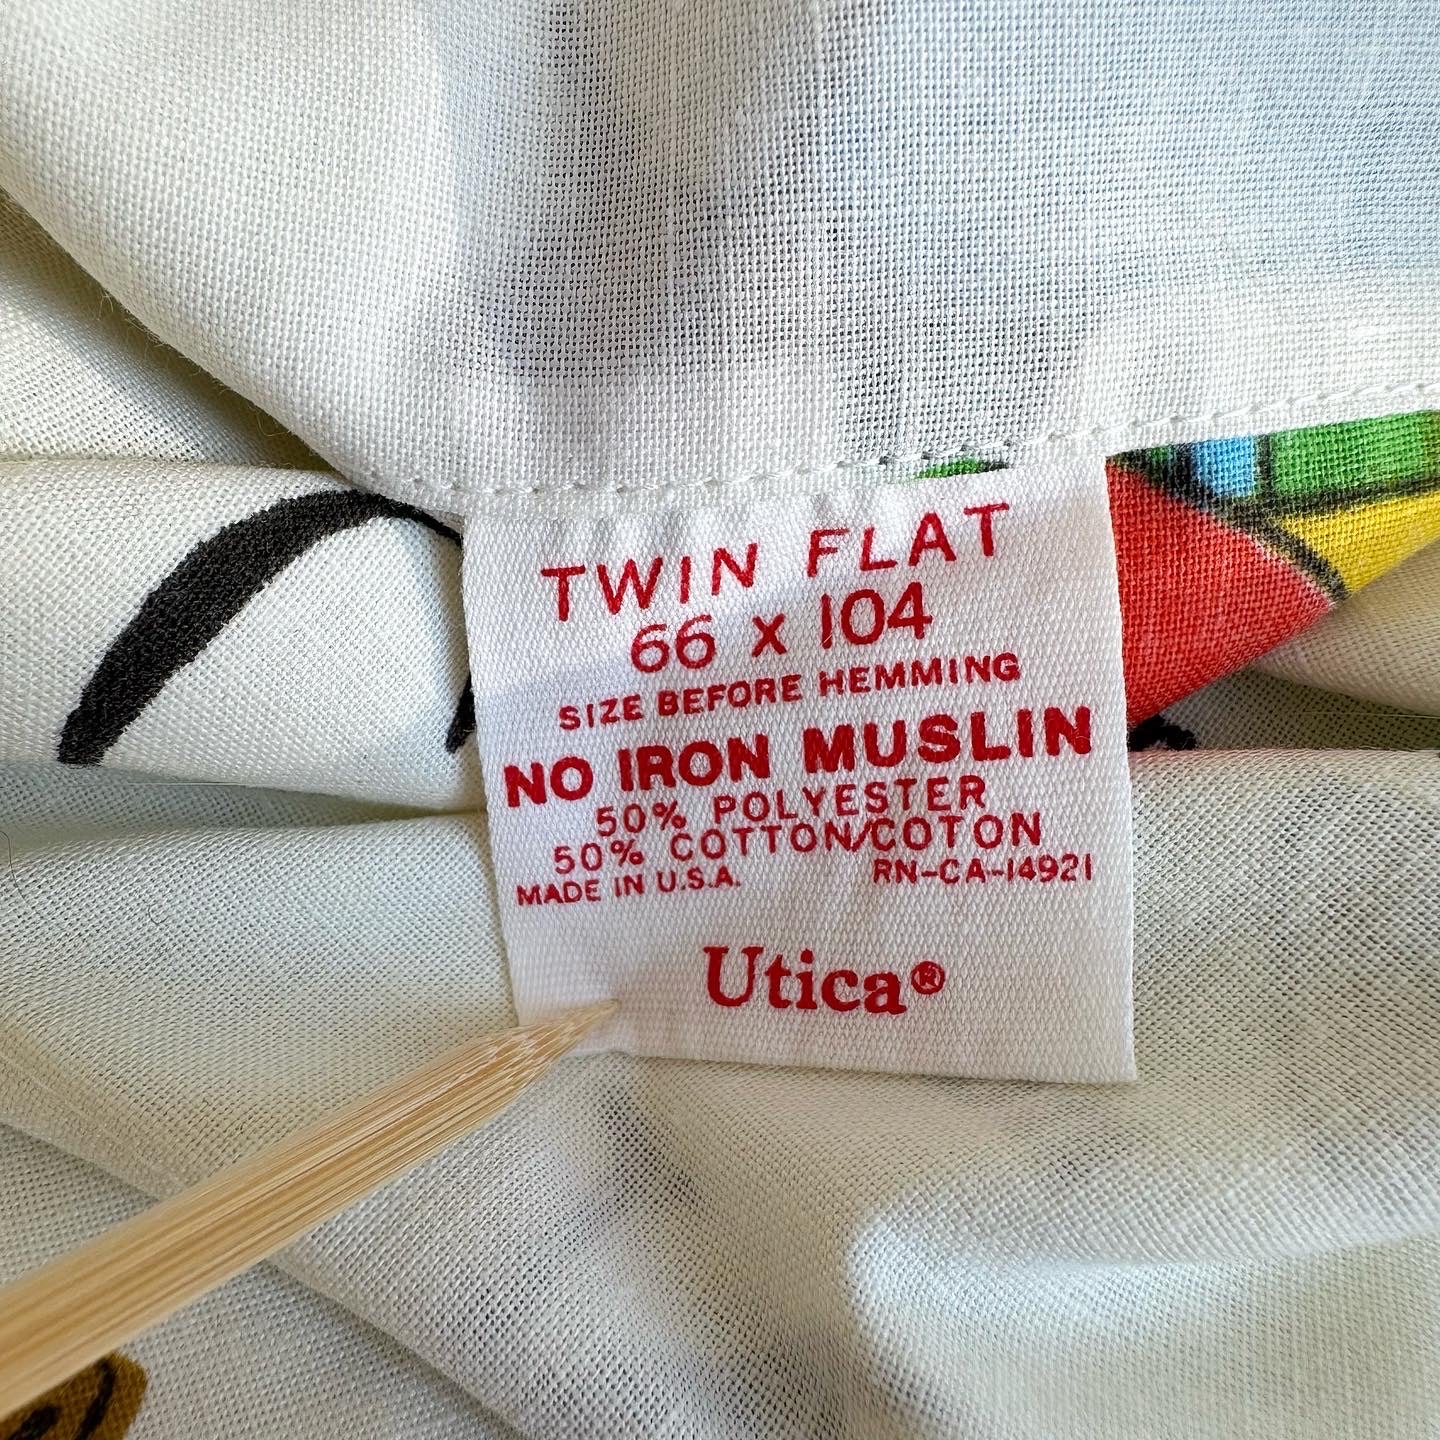 TWIN FLAT
66 x 104
SIZE BEFORE HEMMING
NO IRON MUSLIN
50% POLYESTER
50% COTTON/COTON
MADE IN U.S.A. RN-CA-14921
Utica®